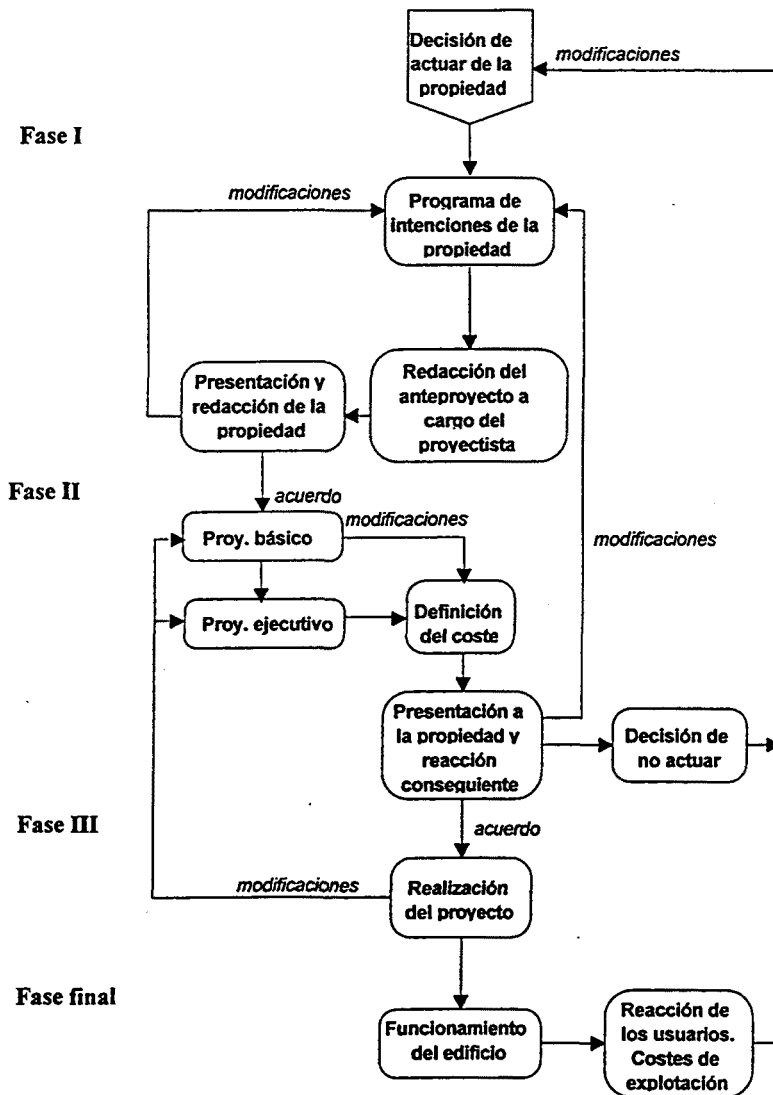 Decisión de
actuar de la
propiedad
modificaciones
Fase I
modificaciones
Programa de
intenciones de la
propiedad
Presentación y
redacción de la
propiedad
Redacción del
anteproyecto a
cargo del
proyectista
Fase II
acuerdo
modificaciones
modificaciones
Proy. básico
Proy. ejecutivo
Definición
del coste
Presentación a
la propiedad y
reacción
conseguiente
Decisión de
no actuar
Fase III
acuerdo
modificaciones
Realización
del proyecto
Fase final
Funcionamiento
del edificio
Reacción de
los usuarios.
Costes de
explotación